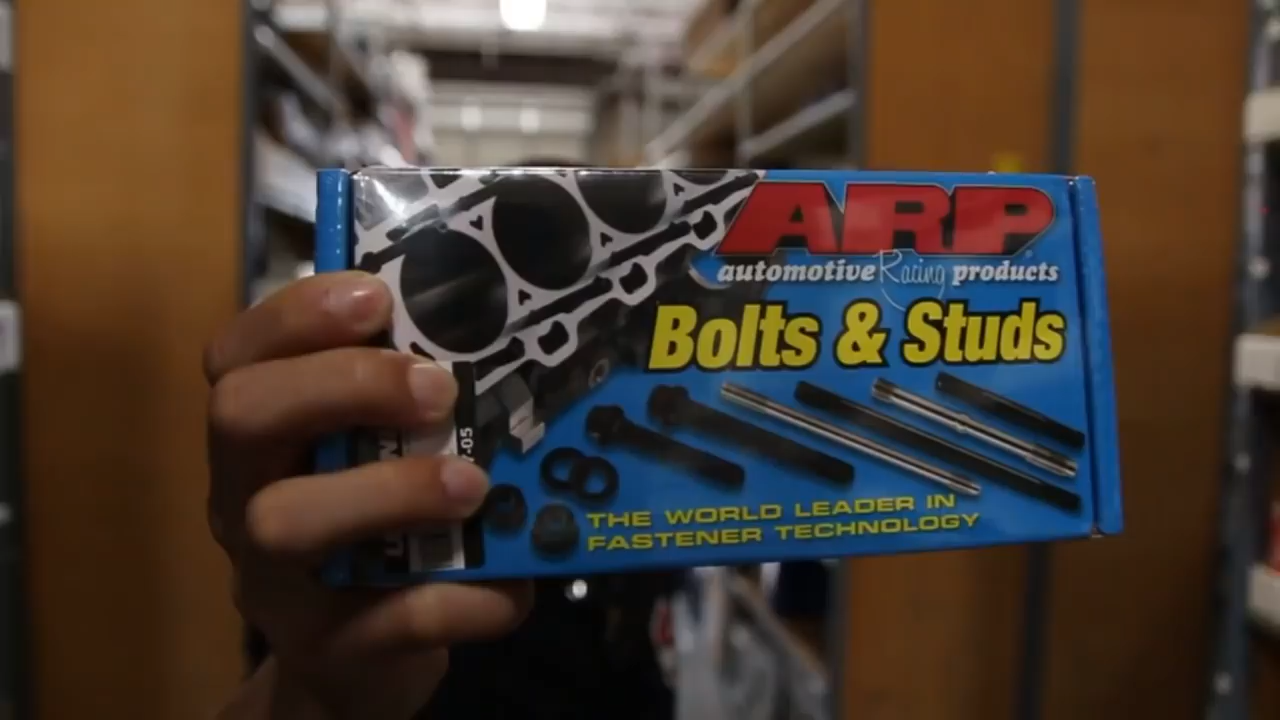 ARP
automotive Racing products
Bolts & Studs
THE WORLD LEADER IN
FASTENER TECHNOLOGY